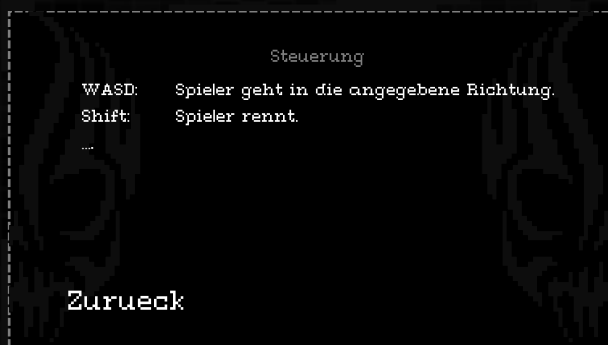 Steuerung
WASD: Spieler geht in die angegebene Richtung.
Shift: Spieler rennt.
....
Zurueck